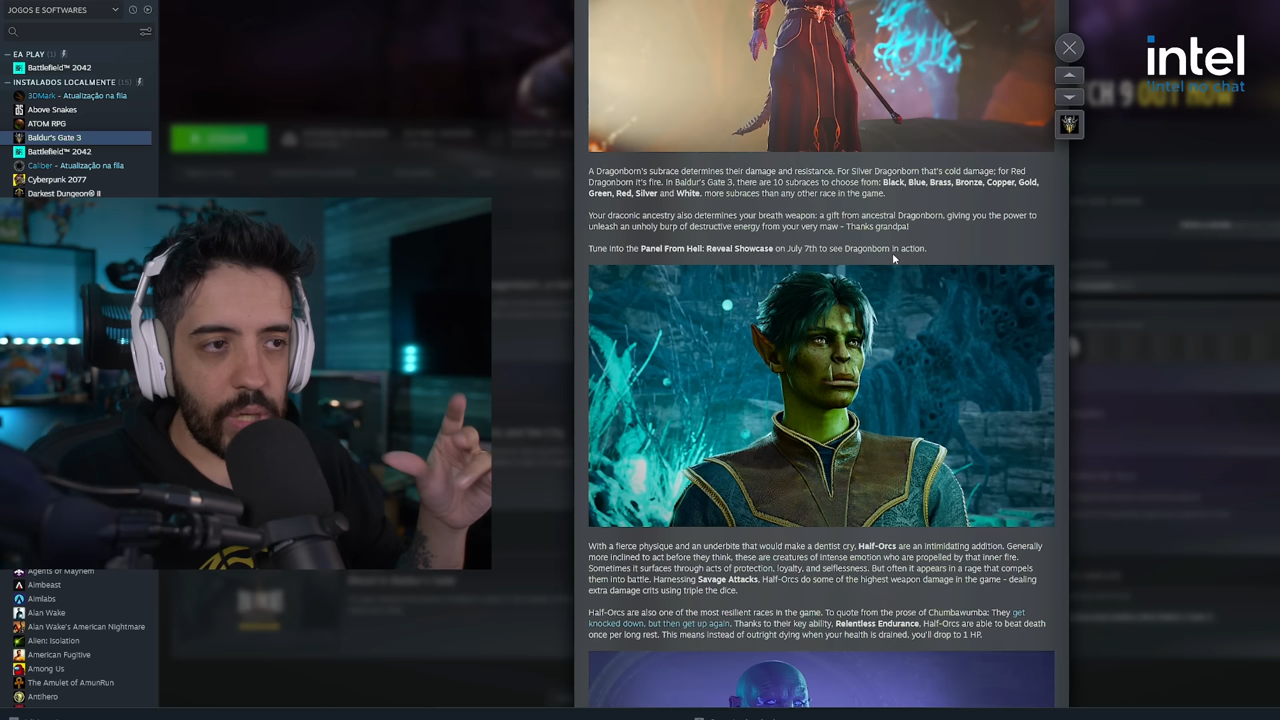 JOGOS E SOFTWARES
EA PLAY (1)
Battlefield™ 2042
INSTALADOS LOCALMENTE (15)
3DMark - Atualização na fila
Above Snakes
ATOM RPG
Baldur's Gate 3
Battlefield™ 2042
Caliber - Atualização na fila
Cyberpunk 2077
Darkest Dungeon® II
Agents of Mayhem
Aimbeast
Aimlabs
Alan Wake
Alan Wake's American Nightmare
Alien: Isolation
American Fugitive
Among Us
The Amulet of AmunRun
Antihero
A Dragonborn's subrace determines their damage and resistance. For Silver Dragonborn that's cold damage; for Red
Dragonborn it's fire. In Baldur's Gate 3, there are 10 subraces to choose from: Black, Blue, Brass, Bronze, Copper, Gold,
Green, Red, Silver and White, more subraces than any other race in the game.
Your draconic ancestry also determines your breath weapon: a gift from ancestral Dragonborn, giving you the power to
unleash an unholy burp of destructive energy from your very maw - Thanks grandpa!
Tune into the Panel From Hell: Reveal Showcase on July 7th to see Dragonborn in action.
With a fierce physique and an underbite that would make a dentist cry, Half-Orcs are an intimidating addition. Generally
more inclined to act before they think, these are creatures of intense emotion who are propelled by that inner fire.
Sometimes it surfaces through acts of protection, loyalty, and selflessness. But often it appears in a rage that compels
them into battle. Harnessing Savage Attacks, Half-Orcs do some of the highest weapon damage in the game - dealing
extra damage crits using triple the dice.
Half-Orcs are also one of the most resilient races in the game. To quote from the prose of Chumbawumba: They get
knocked down, but then get up again. Thanks to their key ability, Relentless Endurance, Half-Orcs are able to beat death
once per long rest. This means instead of outright dying when your health is drained, you'll drop to 1 HP.
intel
!intel no chat
CH 9 OUT NOW